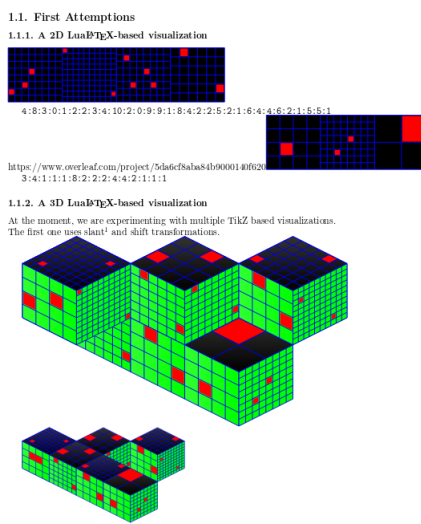 1.1. First Attemptions
1.1.1. A 2D LuaLATEX-based visualization
4:8:3:0:1:2:2:3:4:10:2:0:9:9:1:8:4:2:2:5:2:1:6:4:4:6:2:1:5:5:1
https://www.overleaf.com/project/5da6cf8aba84b9000140f620
3:4:1:1:1:8:2:2:2:4:4:2:1:1:1
1.1.2. A 3D LuaLATEX-based visualization
At the moment, we are experimenting with multiple TikZ based visualizations.
The first one uses slant1 and shift transformations.